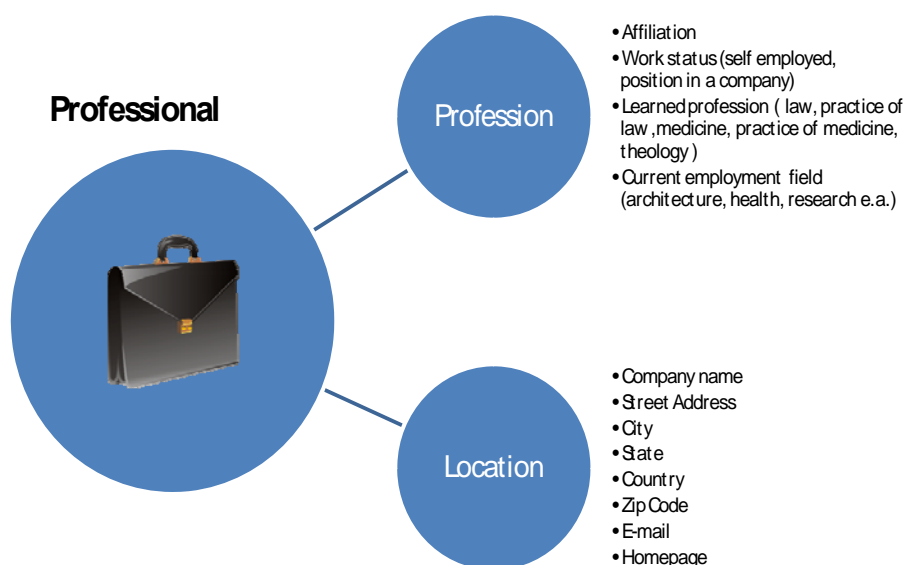 Professional
Profession
• Affiliation
• Work status (self employed,
position in a company)
• Learned profession ( law, practice of
law ,medicine, practice of medicine,
theology )
• Current employment field
(architecture, health, research e.a.)
Location
• Company name
• Street Address
• City
• State
• Country
• Zip Code
• E-mail
• Homepage